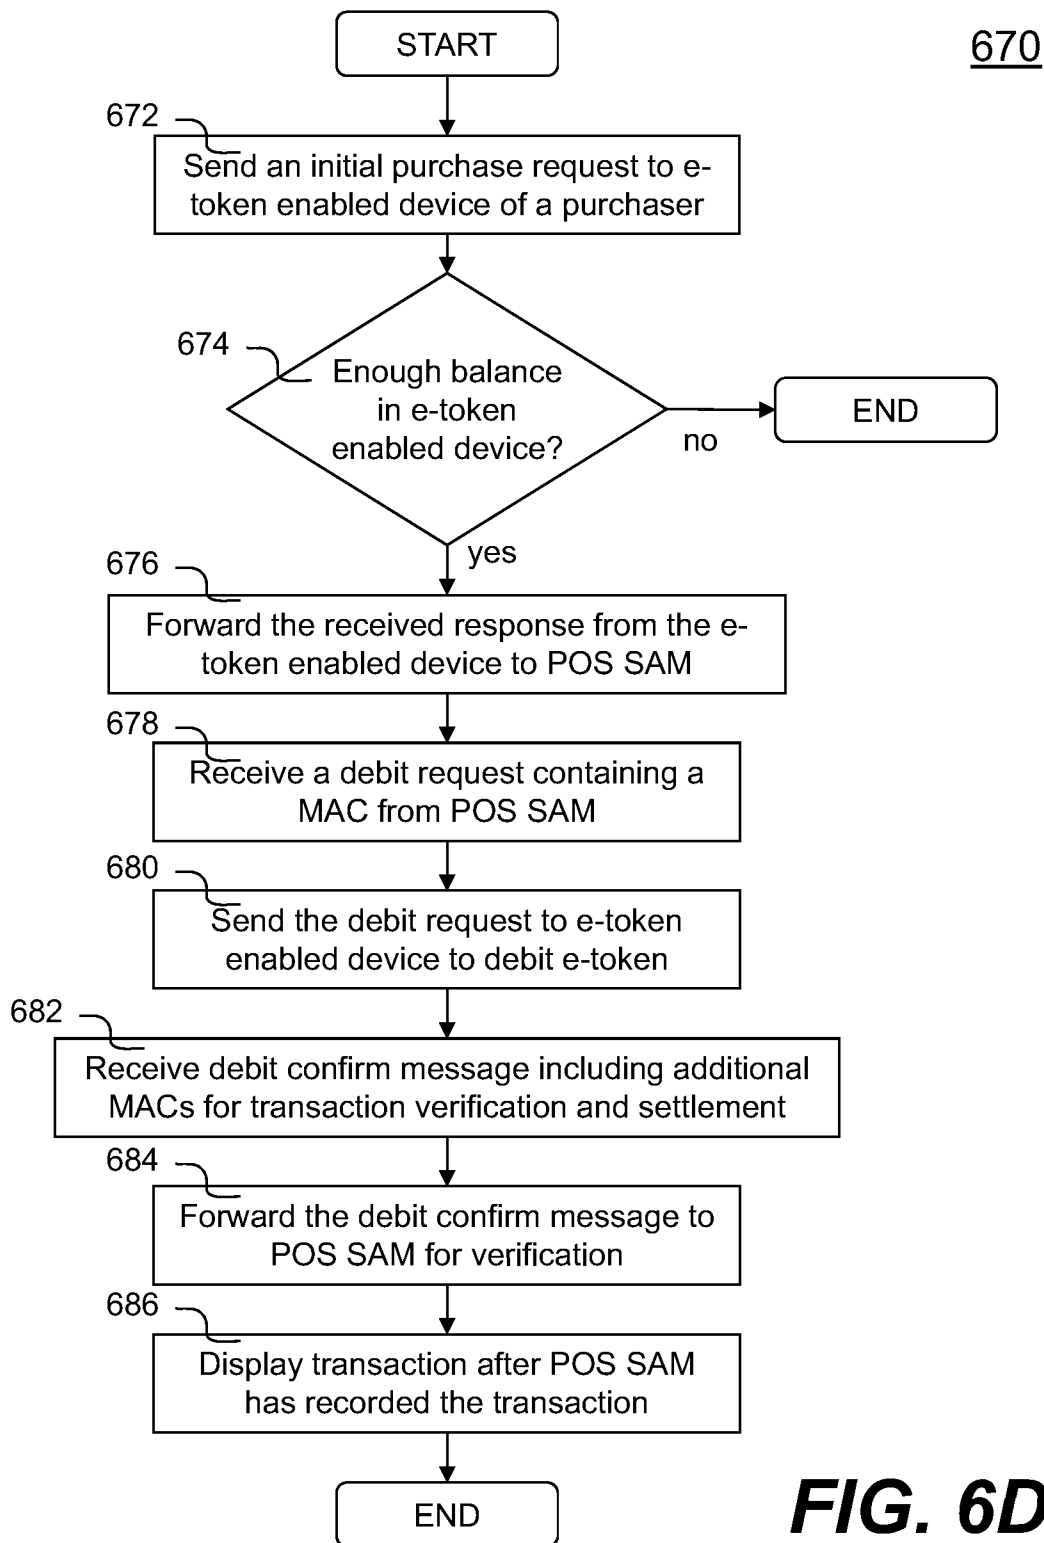 START
670
672
Send an initial purchase request to e-
token enabled device of a purchaser
674
Enough balance
in e-token
enabled device?
no
END
yes
676
Forward the received response from the e-
token enabled device to POS SAM
678
Receive a debit request containing a
MAC from POS SAM
680
Send the debit request to e-token
enabled device to debit e-token
682
Receive debit confirm message including additional
MACs for transaction verification and settlement
684
Forward the debit confirm message to
POS SAM for verification
686
Display transaction after POS SAM
has recorded the transaction
END
FIG. 6D